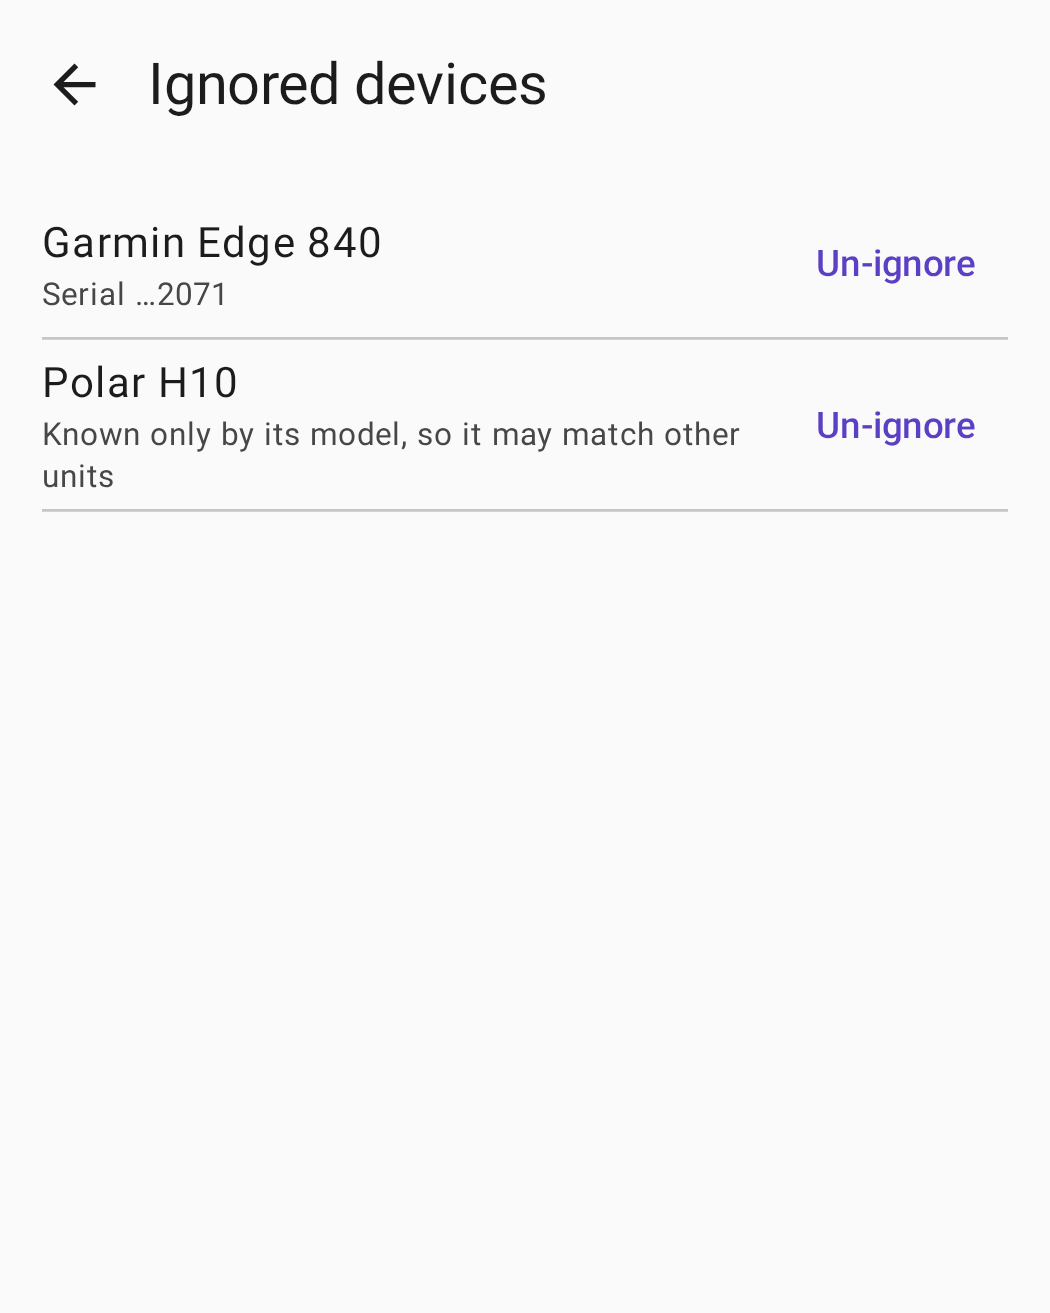 Ignored devices
Garmin Edge 840
Serial …2071
Un-ignore
Polar H10
Known only by its model, so it may match other
units
Un-ignore